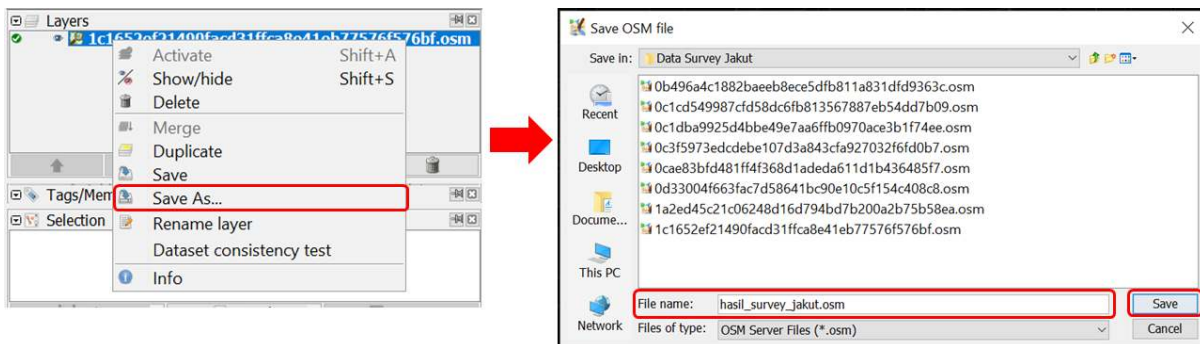 Layers
1c1652ef21490facd31ffca8e41eb77576f576bf.osm
Activate Shift+A
Show/hide Shift+S
Delete
Merge
Duplicate
Save
Tags/Mem
Save As...
Selection
Rename layer
Dataset consistency test
Info
Save OSM file
Save in: Data Survey Jakut
Recent
Desktop
Docume...
This PC
Network
0b496a4c1882baeeb8ece5dfb811a831dfd9363c.osm
0c1cd549987cfd58dc6fb813567887eb54dd7b09.osm
0c1dba9925d4bbe49e7aa6ffb0970ace3b1f74ee.osm
0c3f5973edcdebe107d3a843cfa927032f6fd0b7.osm
0cae83bfd481ff4f368d1adeda611d1b436485f7.osm
0d33004f663fac7d58641bc90e10c5f154c408c8.osm
1a2ed45c21c06248d16d794bd7b200a2b75b58ea.osm
1c1652ef21490facd31ffca8e41eb77576f576bf.osm
File name: hasil_survey_jakut.osm Save
Files of type: OSM Server Files (*.osm) Cancel